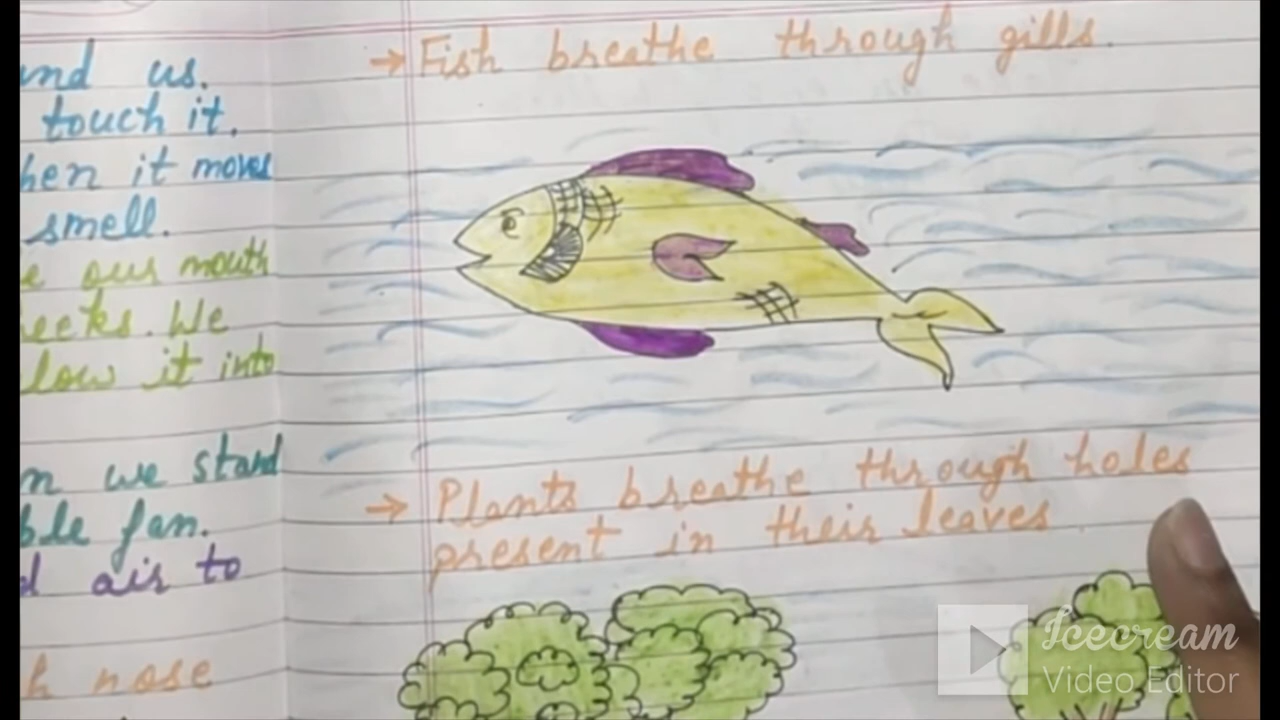 und us.
touch it.
hen it moves
smell.
e our mouth
heeks. We
low it into
n we stand
ble fan.
d air to
h nose
→ Fish breathe through gills.
→ Plants breathe through holes
present in their leaves.
Icecream
Video Editor